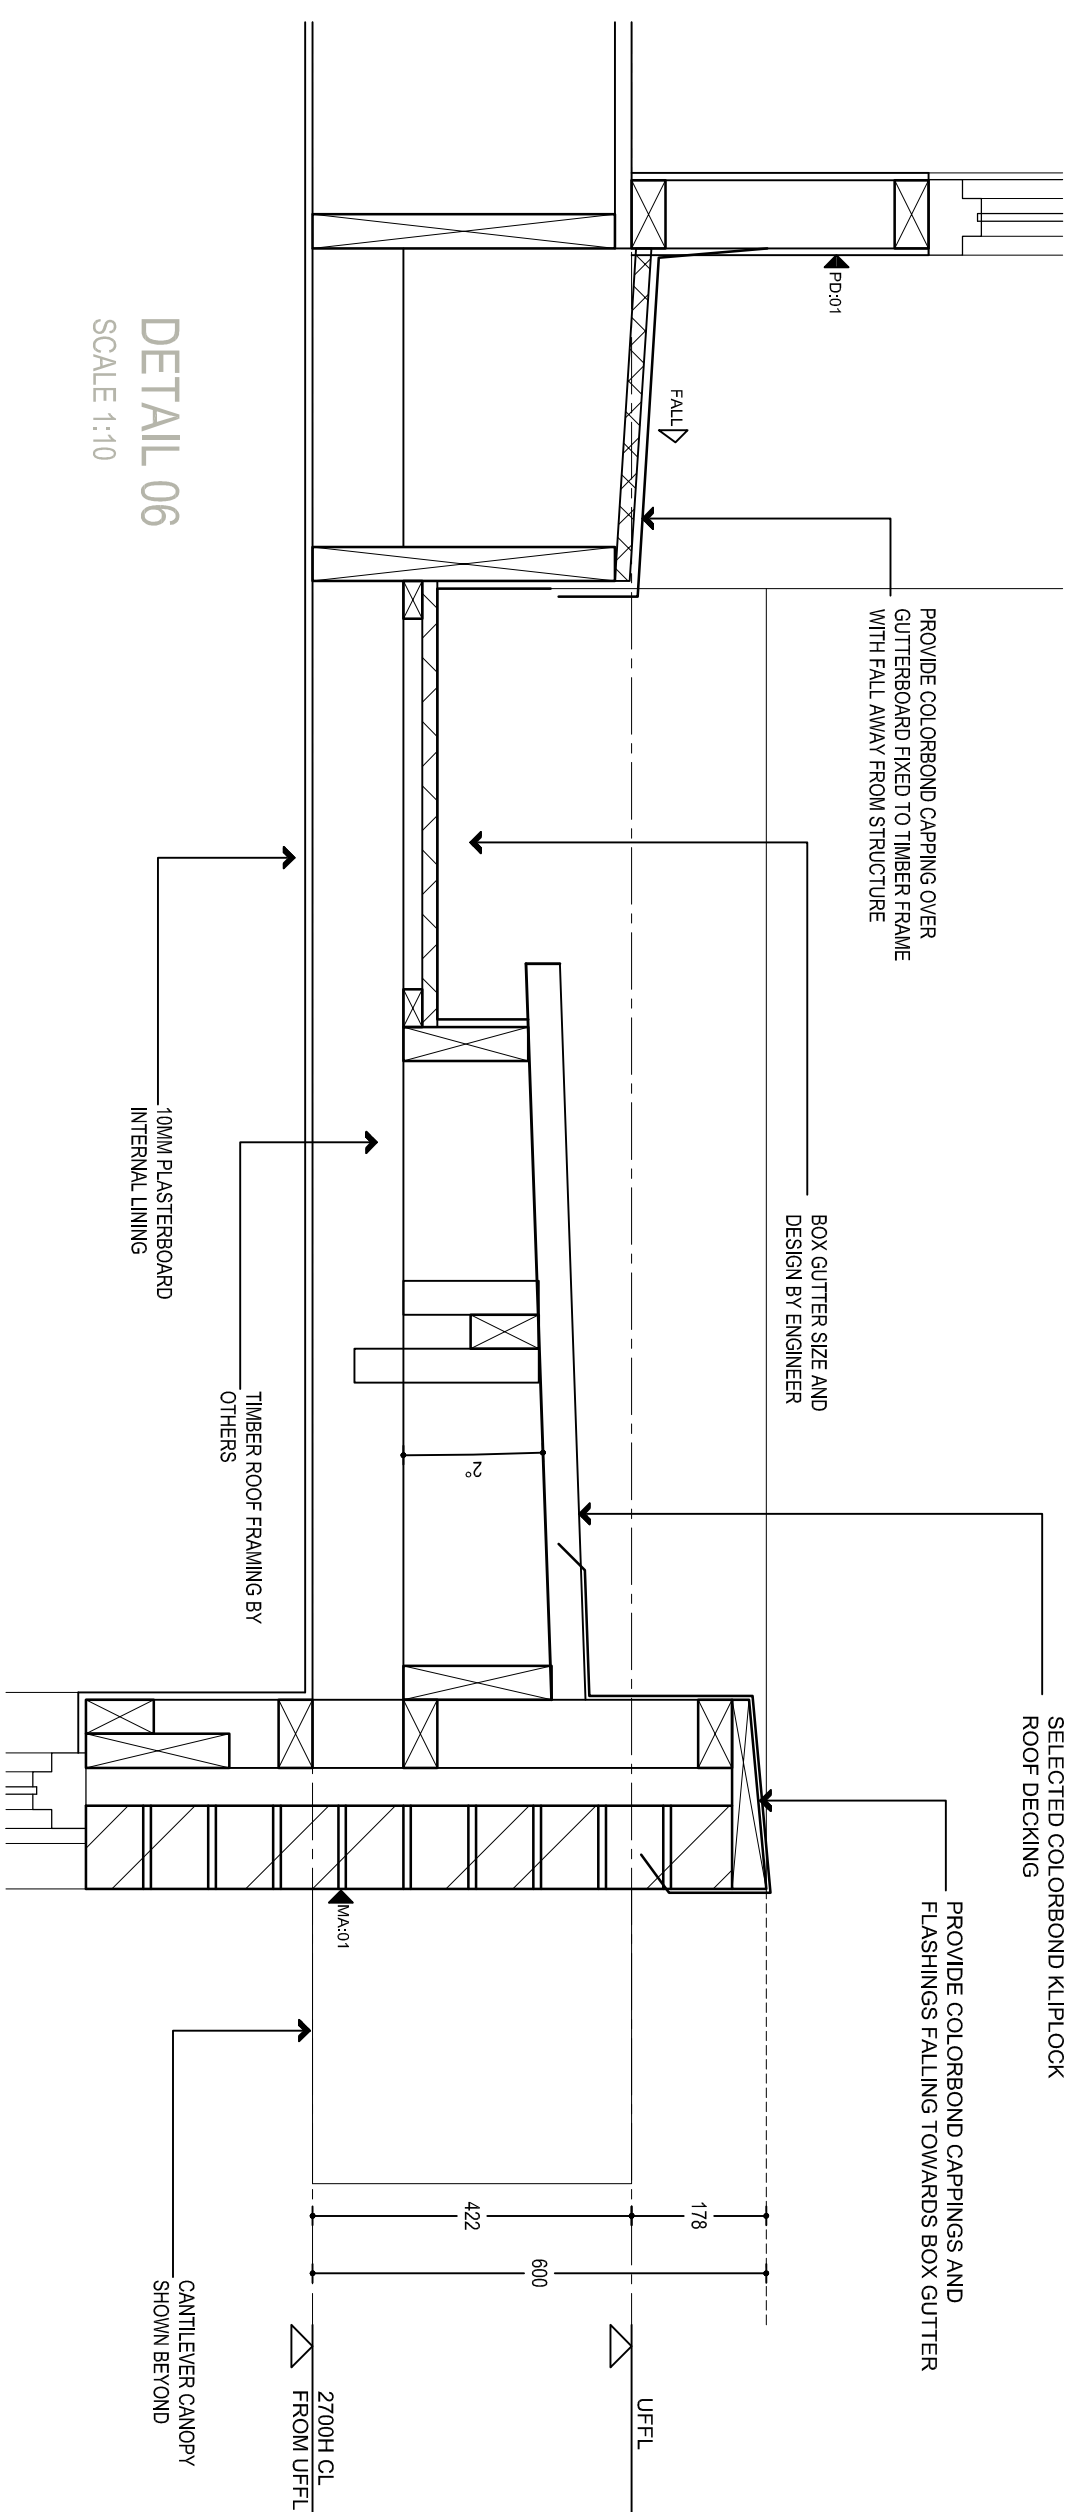 PD:01
FALL
PROVIDE COLORBOND CAPPING OVER
GUTTERBOARD FIXED TO TIMBER FRAME
WITH FALL AWAY FROM STRUCTURE
BOX GUTTER SIZE AND
DESIGN BY ENGINEER
SELECTED COLORBOND KLIPLOCK
ROOF DECKING
PROVIDE COLORBOND CAPPINGS AND
FLASHINGS FALLING TOWARDS BOX GUTTER
2°
178
422
600
UFFL
2700H CL
FROM UFFL
MA:01
10MM PLASTERBOARD
INTERNAL LINING
TIMBER ROOF FRAMING BY
OTHERS
CANTILEVER CANOPY
SHOWN BEYOND
DETAIL 06
SCALE 1:10